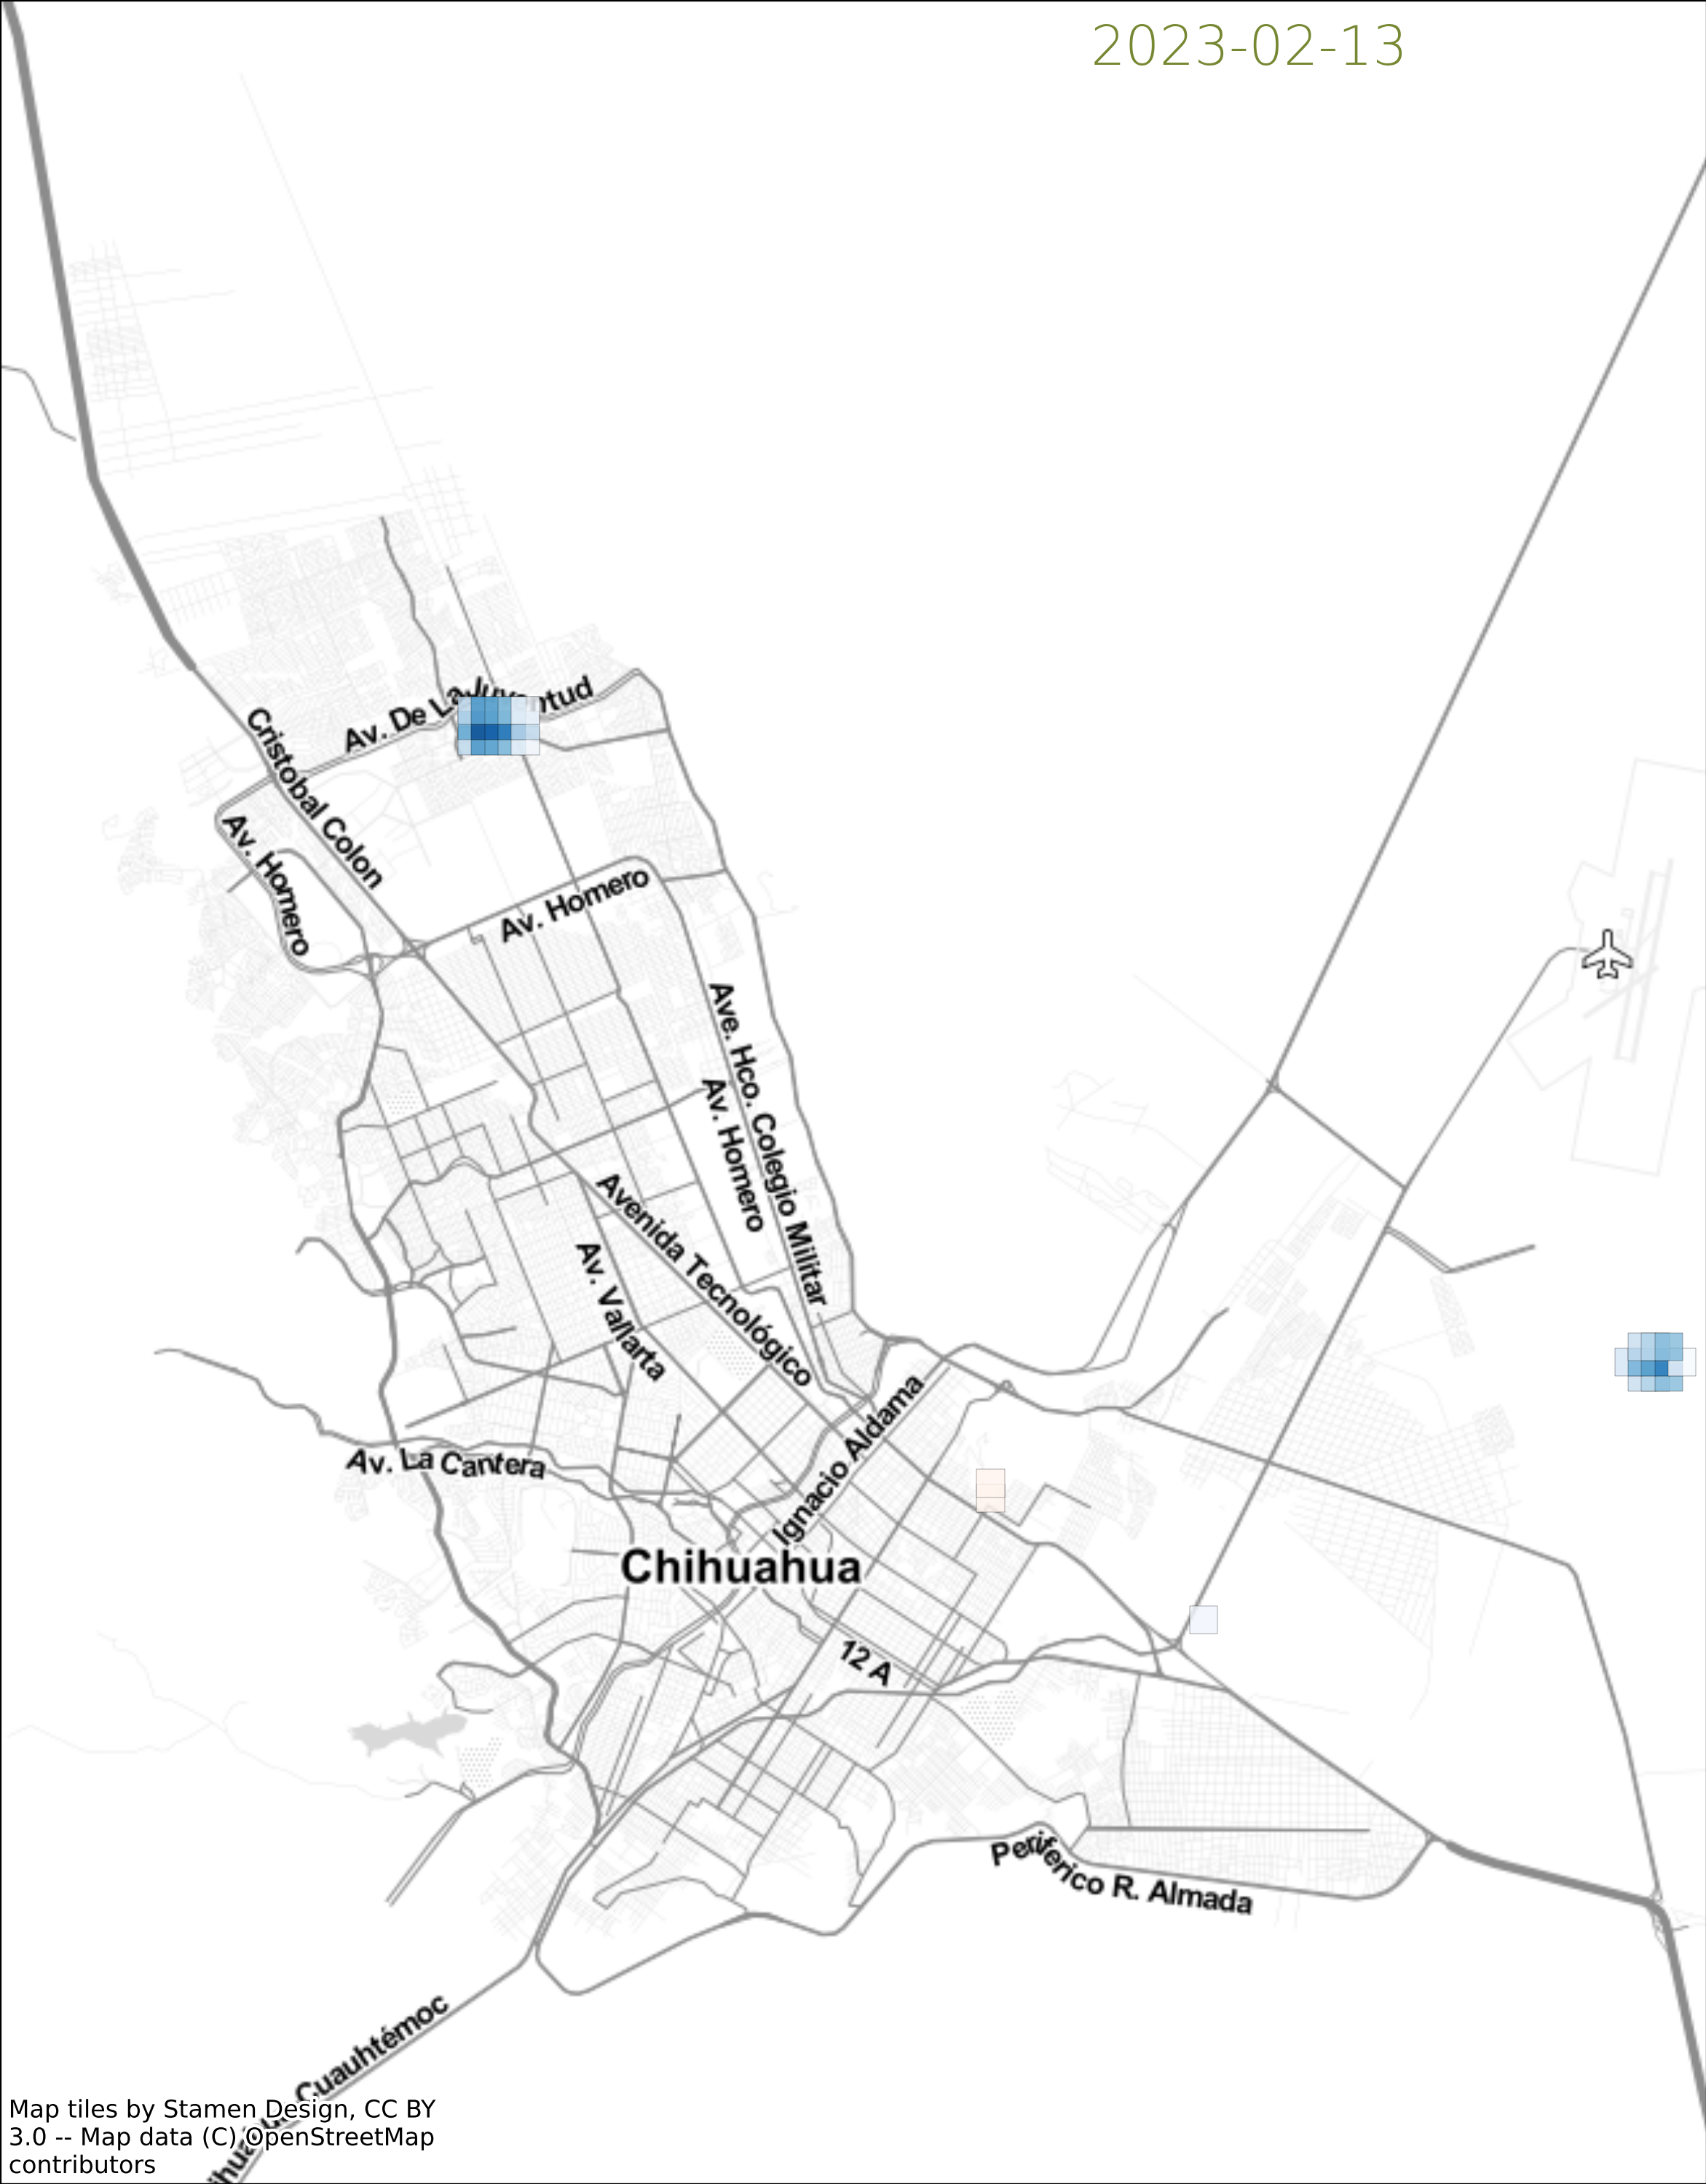 2023-02-13
Av. De La Juventud
Cristobal Colon
Av. Homero
Av. Homero
Ave. Hco. Colegio Militar
Av. Homero
Avenida Tecnológico
Av. Vallarta
Ignacio Aldama
Av. La Cantera
Chihuahua
12 A
Periferico R. Almada
Cuauhtémoc
Map tiles by Stamen Design, CC BY
3.0 -- Map data (C) OpenStreetMap
contributors